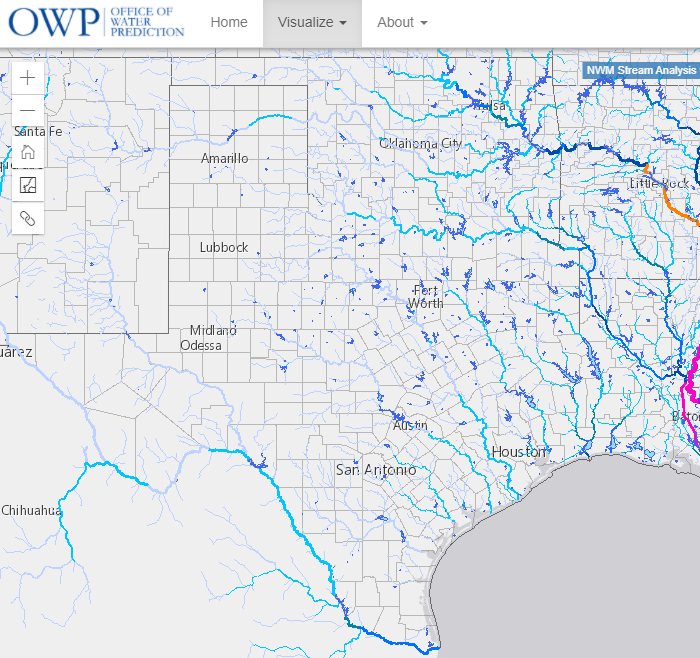 OWP OFFICE OF
WATER
PREDICTION
Home
Visualize
About
NWM Stream Analysis
Tulsa
Santa Fe
Oklahoma City
Amarillo
Little Rock
Lubbock
Fort
Worth
Midland
Odessa
Austin
Houston
San Antonio
Chihuahua